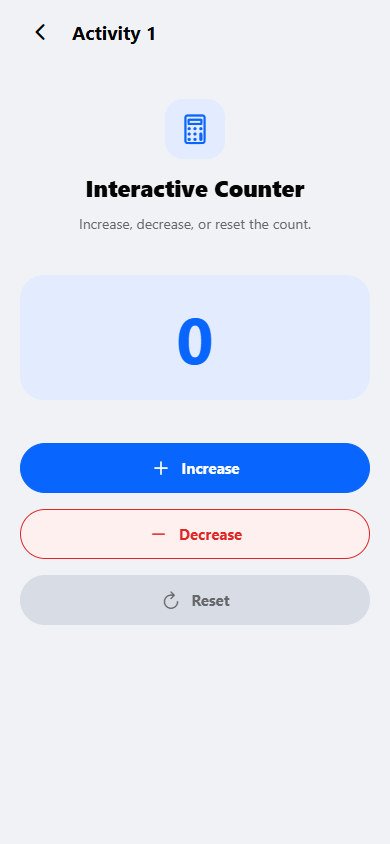 Activity 1
Interactive Counter
Increase, decrease, or reset the count.
0
Increase
Decrease
Reset